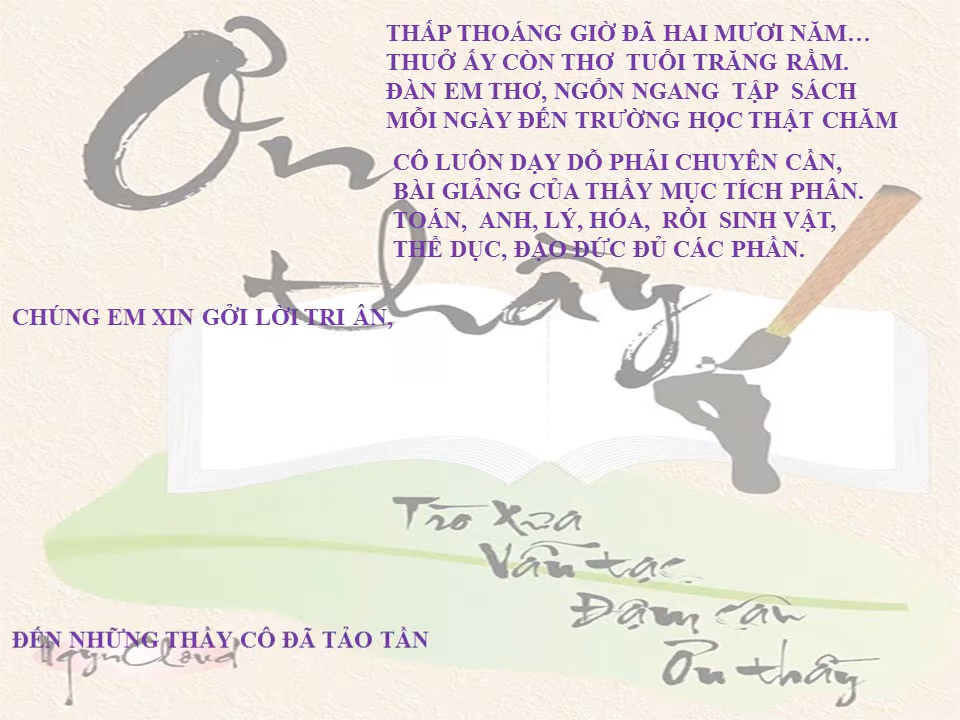 THẤP THOÁNG GIỜ ĐÃ HAI MƯƠI NĂM…
THUỞ ẤY CÒN THƠ TUỔI TRĂNG RẰM.
ĐÀN EM THƠ, NGỔN NGANG TẬP SÁCH
MỖI NGÀY ĐẾN TRƯỜNG HỌC THẬT CHĂM
CÔ LUÔN DẠY DỖ PHẢI CHUYÊN CẦN,
BÀI GIẢNG CỦA THẦY MỤC TÍCH PHÂN.
TOÁN, ANH, LÝ, HÓA, RỒI SINH VẬT,
THỂ DỤC, ĐẠO ĐỨC ĐỦ CÁC PHẦN.
Ơn
thầy
CHÚNG EM XIN GỞI LỜI TRI ÂN,
Trò xưa
Vẫn tạc
Đậm sâu
Ơn thầy
ĐẾN NHỮNG THẦY CÔ ĐÃ TẢO TẦN
NgynCloud